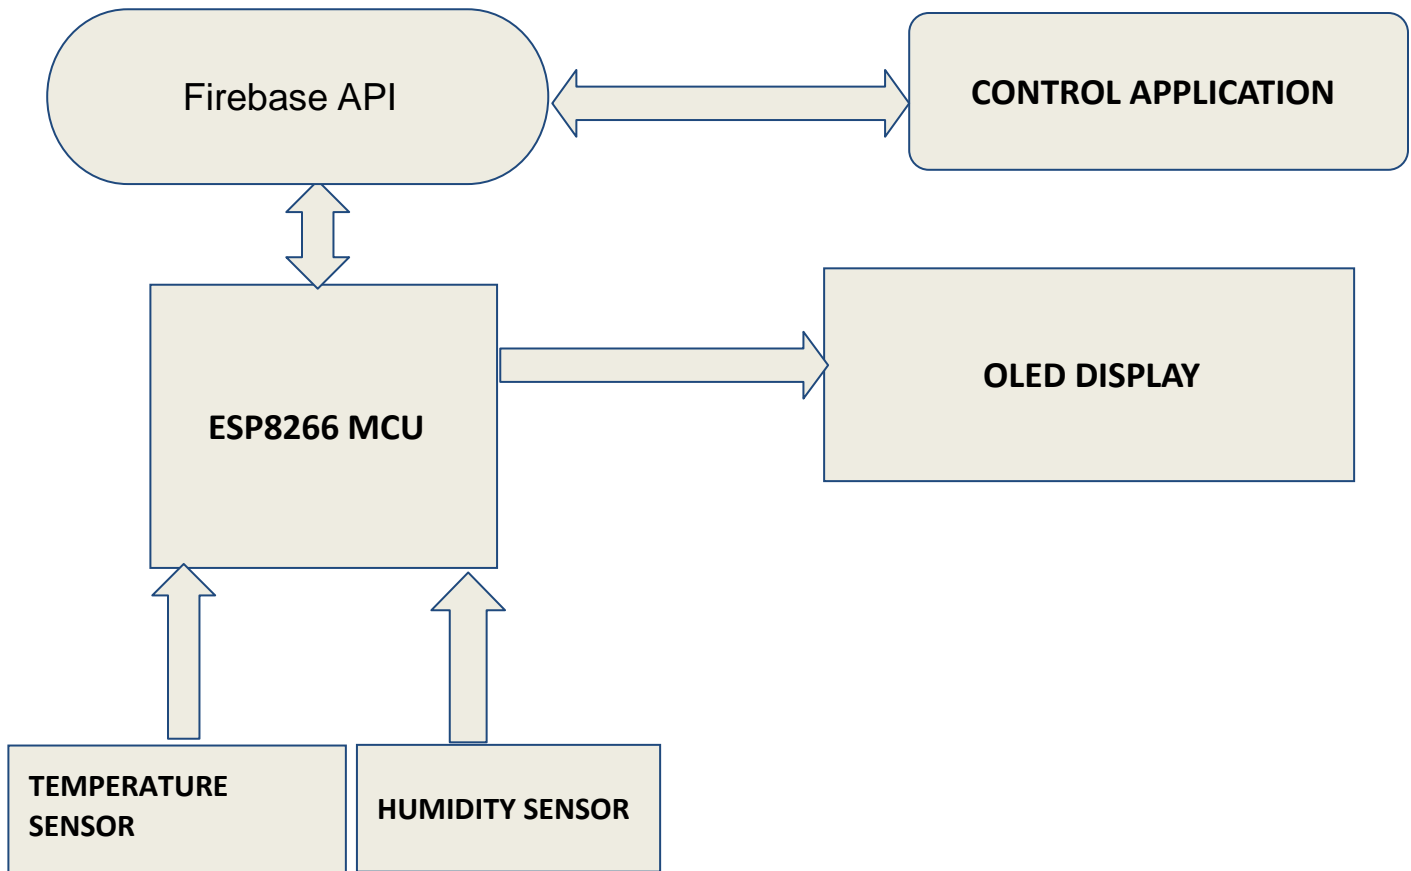 Firebase API
CONTROL APPLICATION
OLED DISPLAY
ESP8266 MCU
TEMPERATURE
SENSOR
HUMIDITY SENSOR